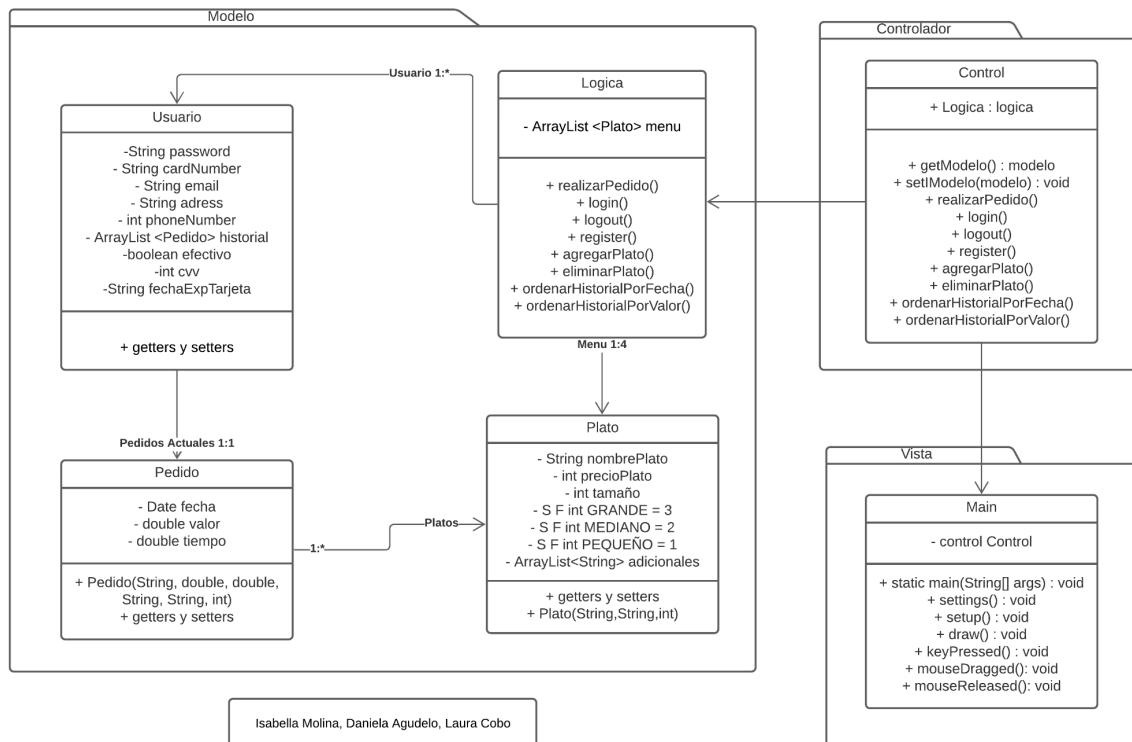 Modelo
Usuario 1:*
Usuario
-String password
- String cardNumber
- String email
- String adress
- int phoneNumber
- ArrayList <Pedido> historial
-boolean efectivo
-int cvv
-String fechaExpTarjeta
+ getters y setters
Logica
- ArrayList <Plato> menu
+ realizarPedido()
+ login()
+ logout()
+ register()
+ agregarPlato()
+ eliminarPlato()
+ ordenarHistorialPorFecha()
+ ordenarHistorialPorValor()
Menu 1:4
Pedidos Actuales 1:1
Pedido
- Date fecha
- double valor
- double tiempo
+ Pedido(String, double, double,
String, String, int)
+ getters y setters
1:*
Platos
Plato
- String nombrePlato
- int precioPlato
- int tamaño
- S F int GRANDE = 3
- S F int MEDIANO = 2
- S F int PEQUEÑO = 1
- ArrayList<String> adicionales
+ getters y setters
+ Plato(String,String,int)
Controlador
Control
+ Logica : logica
+ getModelo() : modelo
+ setIModelo(modelo) : void
+ realizarPedido()
+ login()
+ logout()
+ register()
+ agregarPlato()
+ eliminarPlato()
+ ordenarHistorialPorFecha()
+ ordenarHistorialPorValor()
Vista
Main
- control Control
+ static main(String[] args) : void
+ settings() : void
+ setup() : void
+ draw() : void
+ keyPressed() : void
+ mouseDragged(): void
+ mouseReleased(): void
Isabella Molina, Daniela Agudelo, Laura Cobo